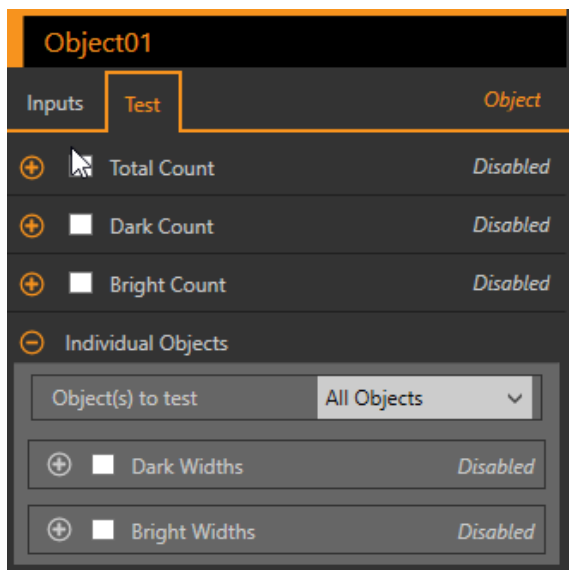 Object01
Inputs Test Object
Total Count Disabled
Dark Count Disabled
Bright Count Disabled
Individual Objects
Object(s) to test All Objects
Dark Widths Disabled
Bright Widths Disabled